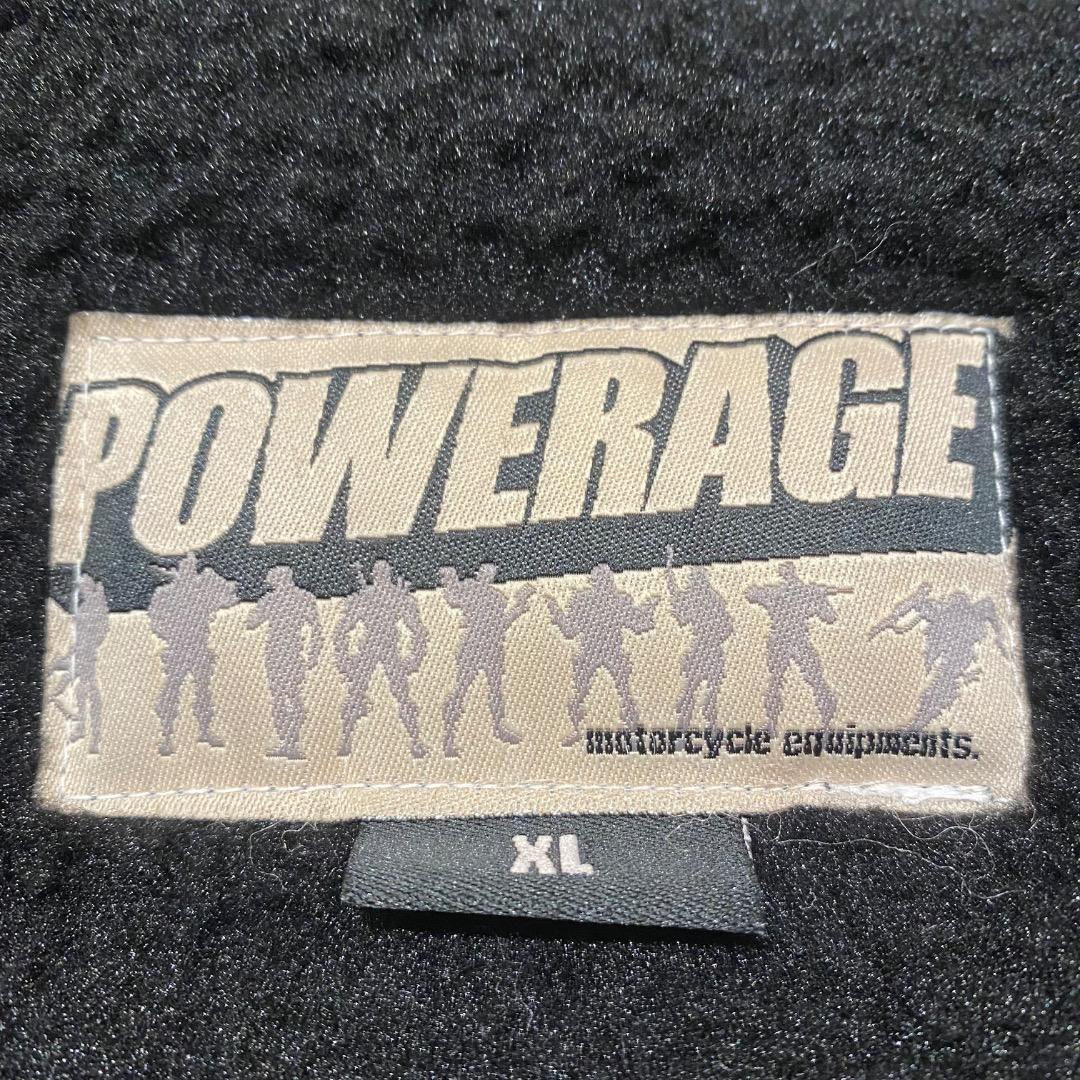 POWERAGE
motorcycle equipments.
XL